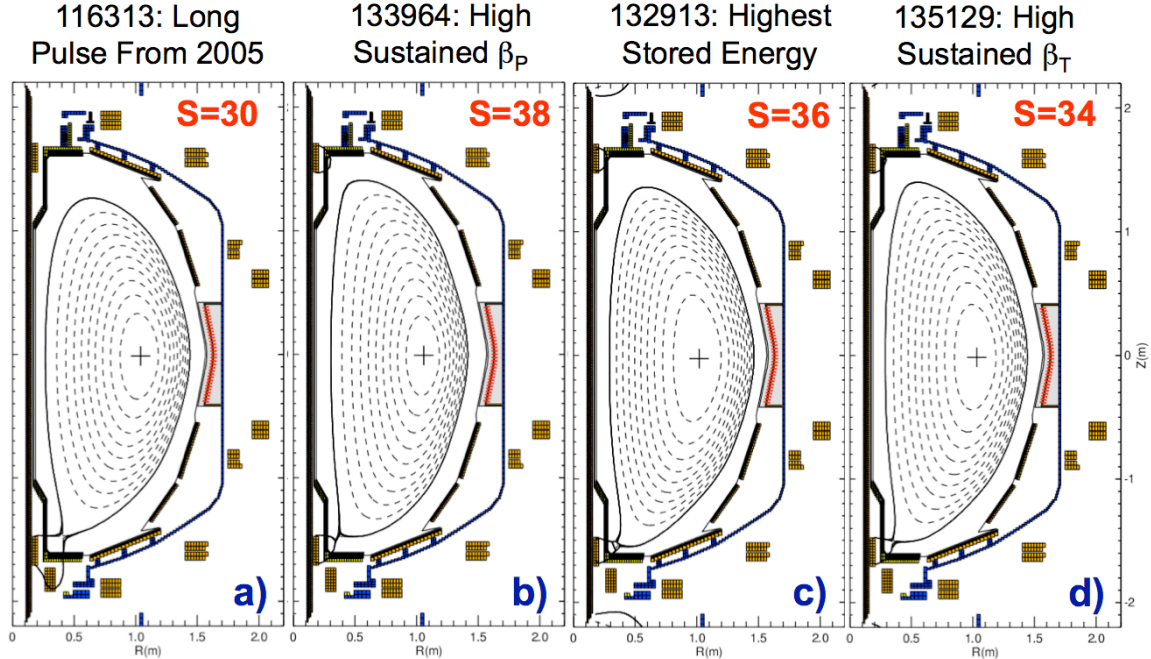 116313: Long
Pulse From 2005
133964: High
Sustained βP
132913: Highest
Stored Energy
135129: High
Sustained βT
S=30
S=38
S=36
S=34
2
1
0
-1
-2
Z(m)
a)
b)
c)
d)
0 0.5 1.0 1.5 2.0
R(m)
0 0.5 1.0 1.5 2.0
R(m)
0 0.5 1.0 1.5 2.0
R(m)
0 0.5 1.0 1.5 2.0
R(m)